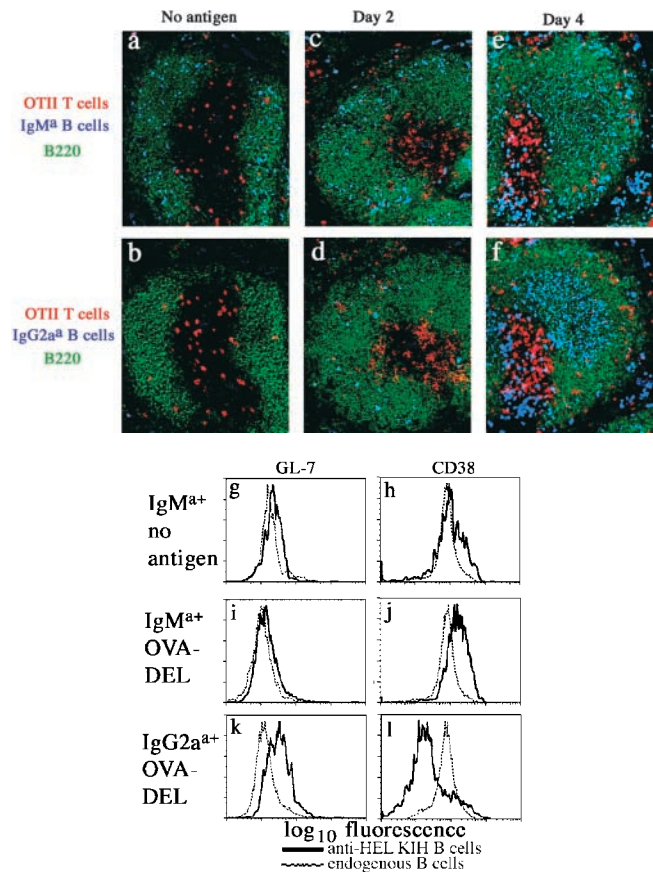 No antigen Day 2 Day 4
a c e
OTII T cells
IgMa B cells
B220
b d f
OTII T cells
IgG2aa B cells
B220
GL-7 CD38
g h
IgMa+
no
antigen
i j
IgMa+
OVA-
DEL
k l
IgG2aa+
OVA-
DEL
log10 fluorescence
anti-HEL KIH B cells
endogenous B cells